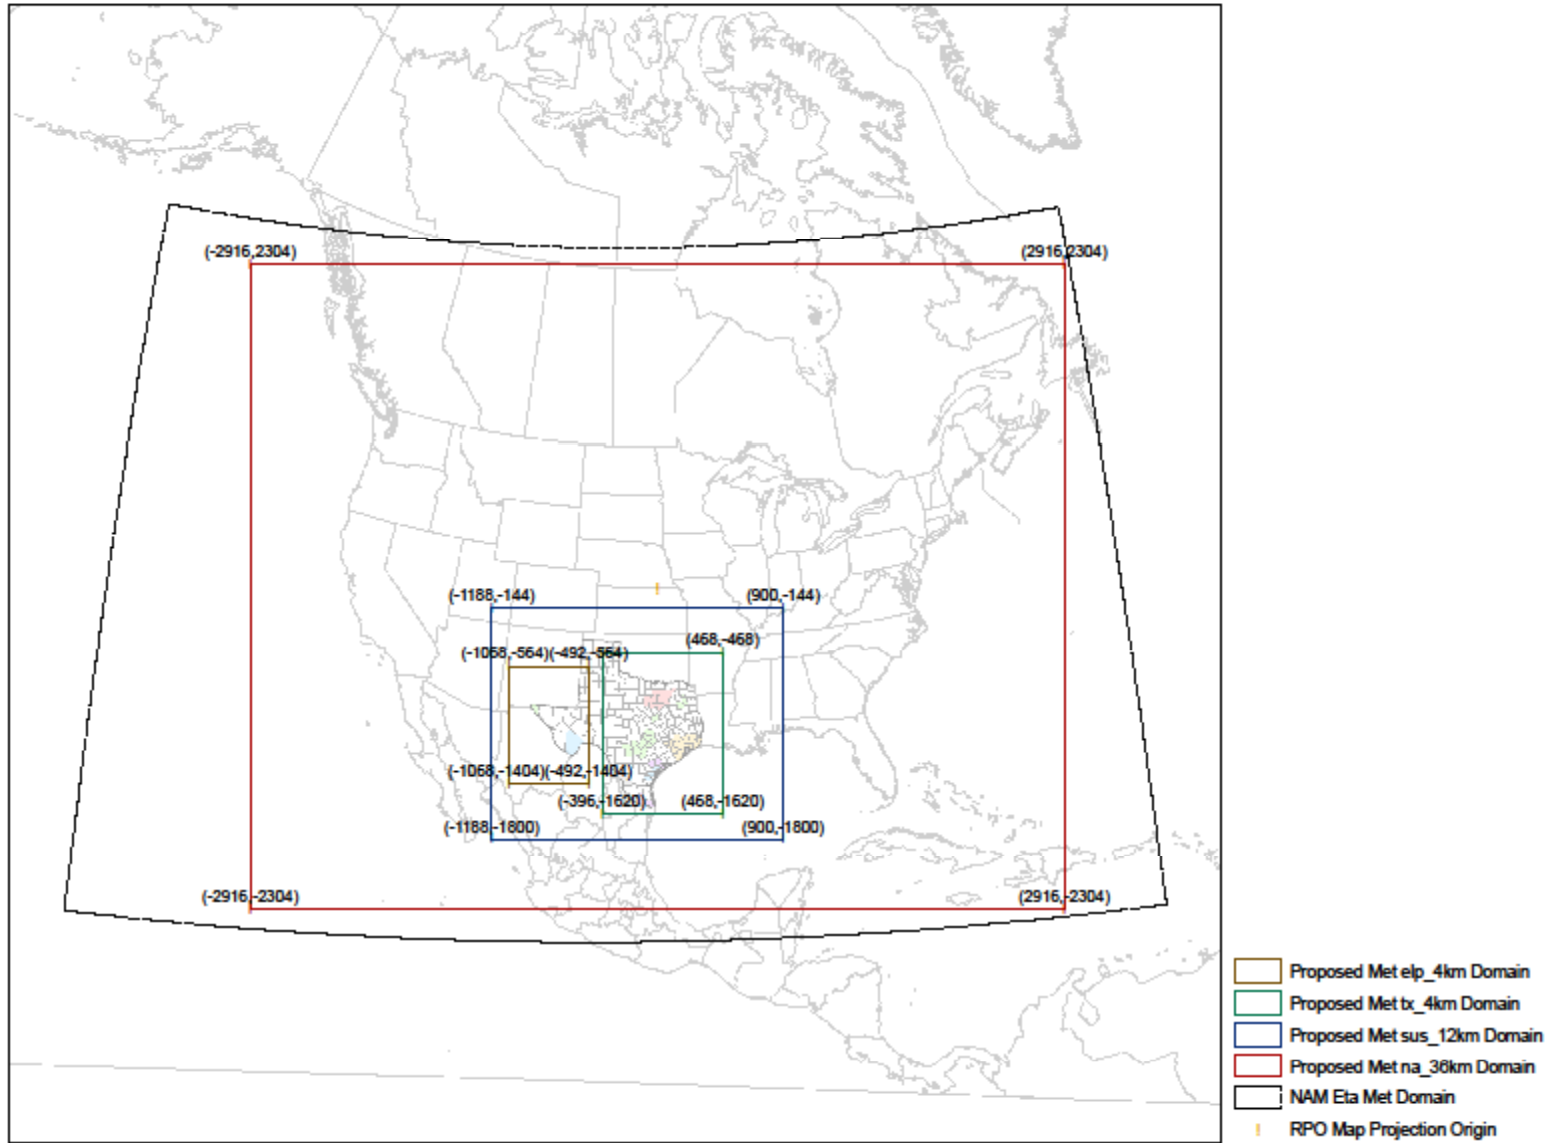 (-2916,2304)
(2916,2304)
(-1188,-144)
(900,-144)
(468,-468)
(-1068,-564)(-492,-564)
(-1068,-1404)(-492,-1404)
(-396,-1620)
(468,-1620)
(-1188,-1800)
(900,-1800)
(-2916,-2304)
(2916,-2304)
Proposed Met elp_4km Domain
Proposed Met tx_4km Domain
Proposed Met sus_12km Domain
Proposed Met na_36km Domain
NAM Eta Met Domain
! RPO Map Projection Origin